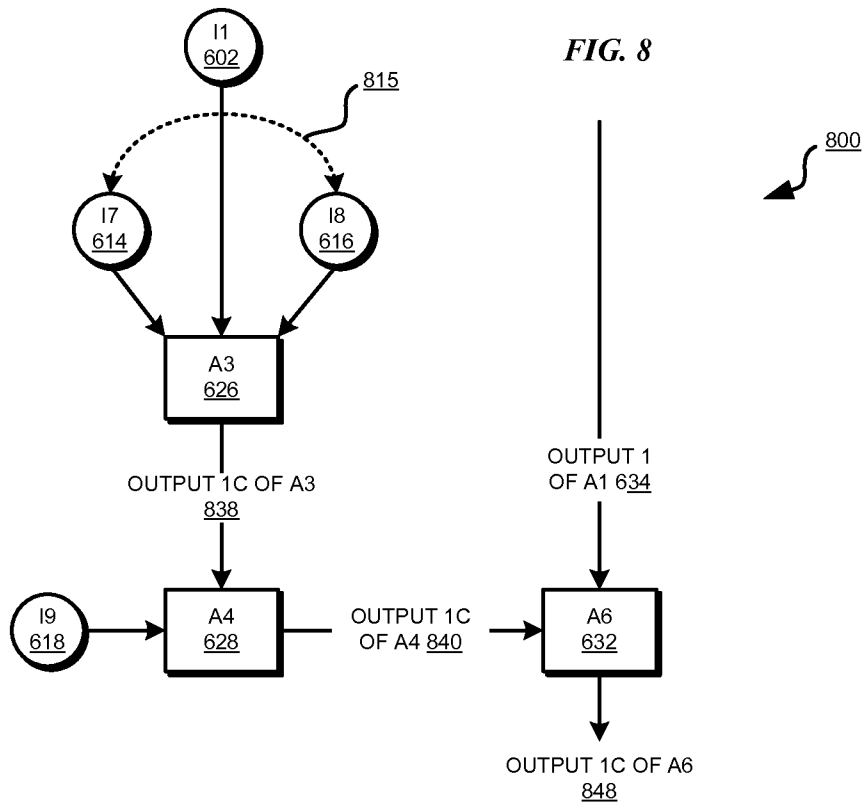 I1
602
FIG. 8
815
800
I7
614
I8
616
A3
626
OUTPUT 1C OF A3
838
OUTPUT 1
OF A1 634
I9
618
A4
628
OUTPUT 1C
OF A4 840
A6
632
OUTPUT 1C OF A6
848